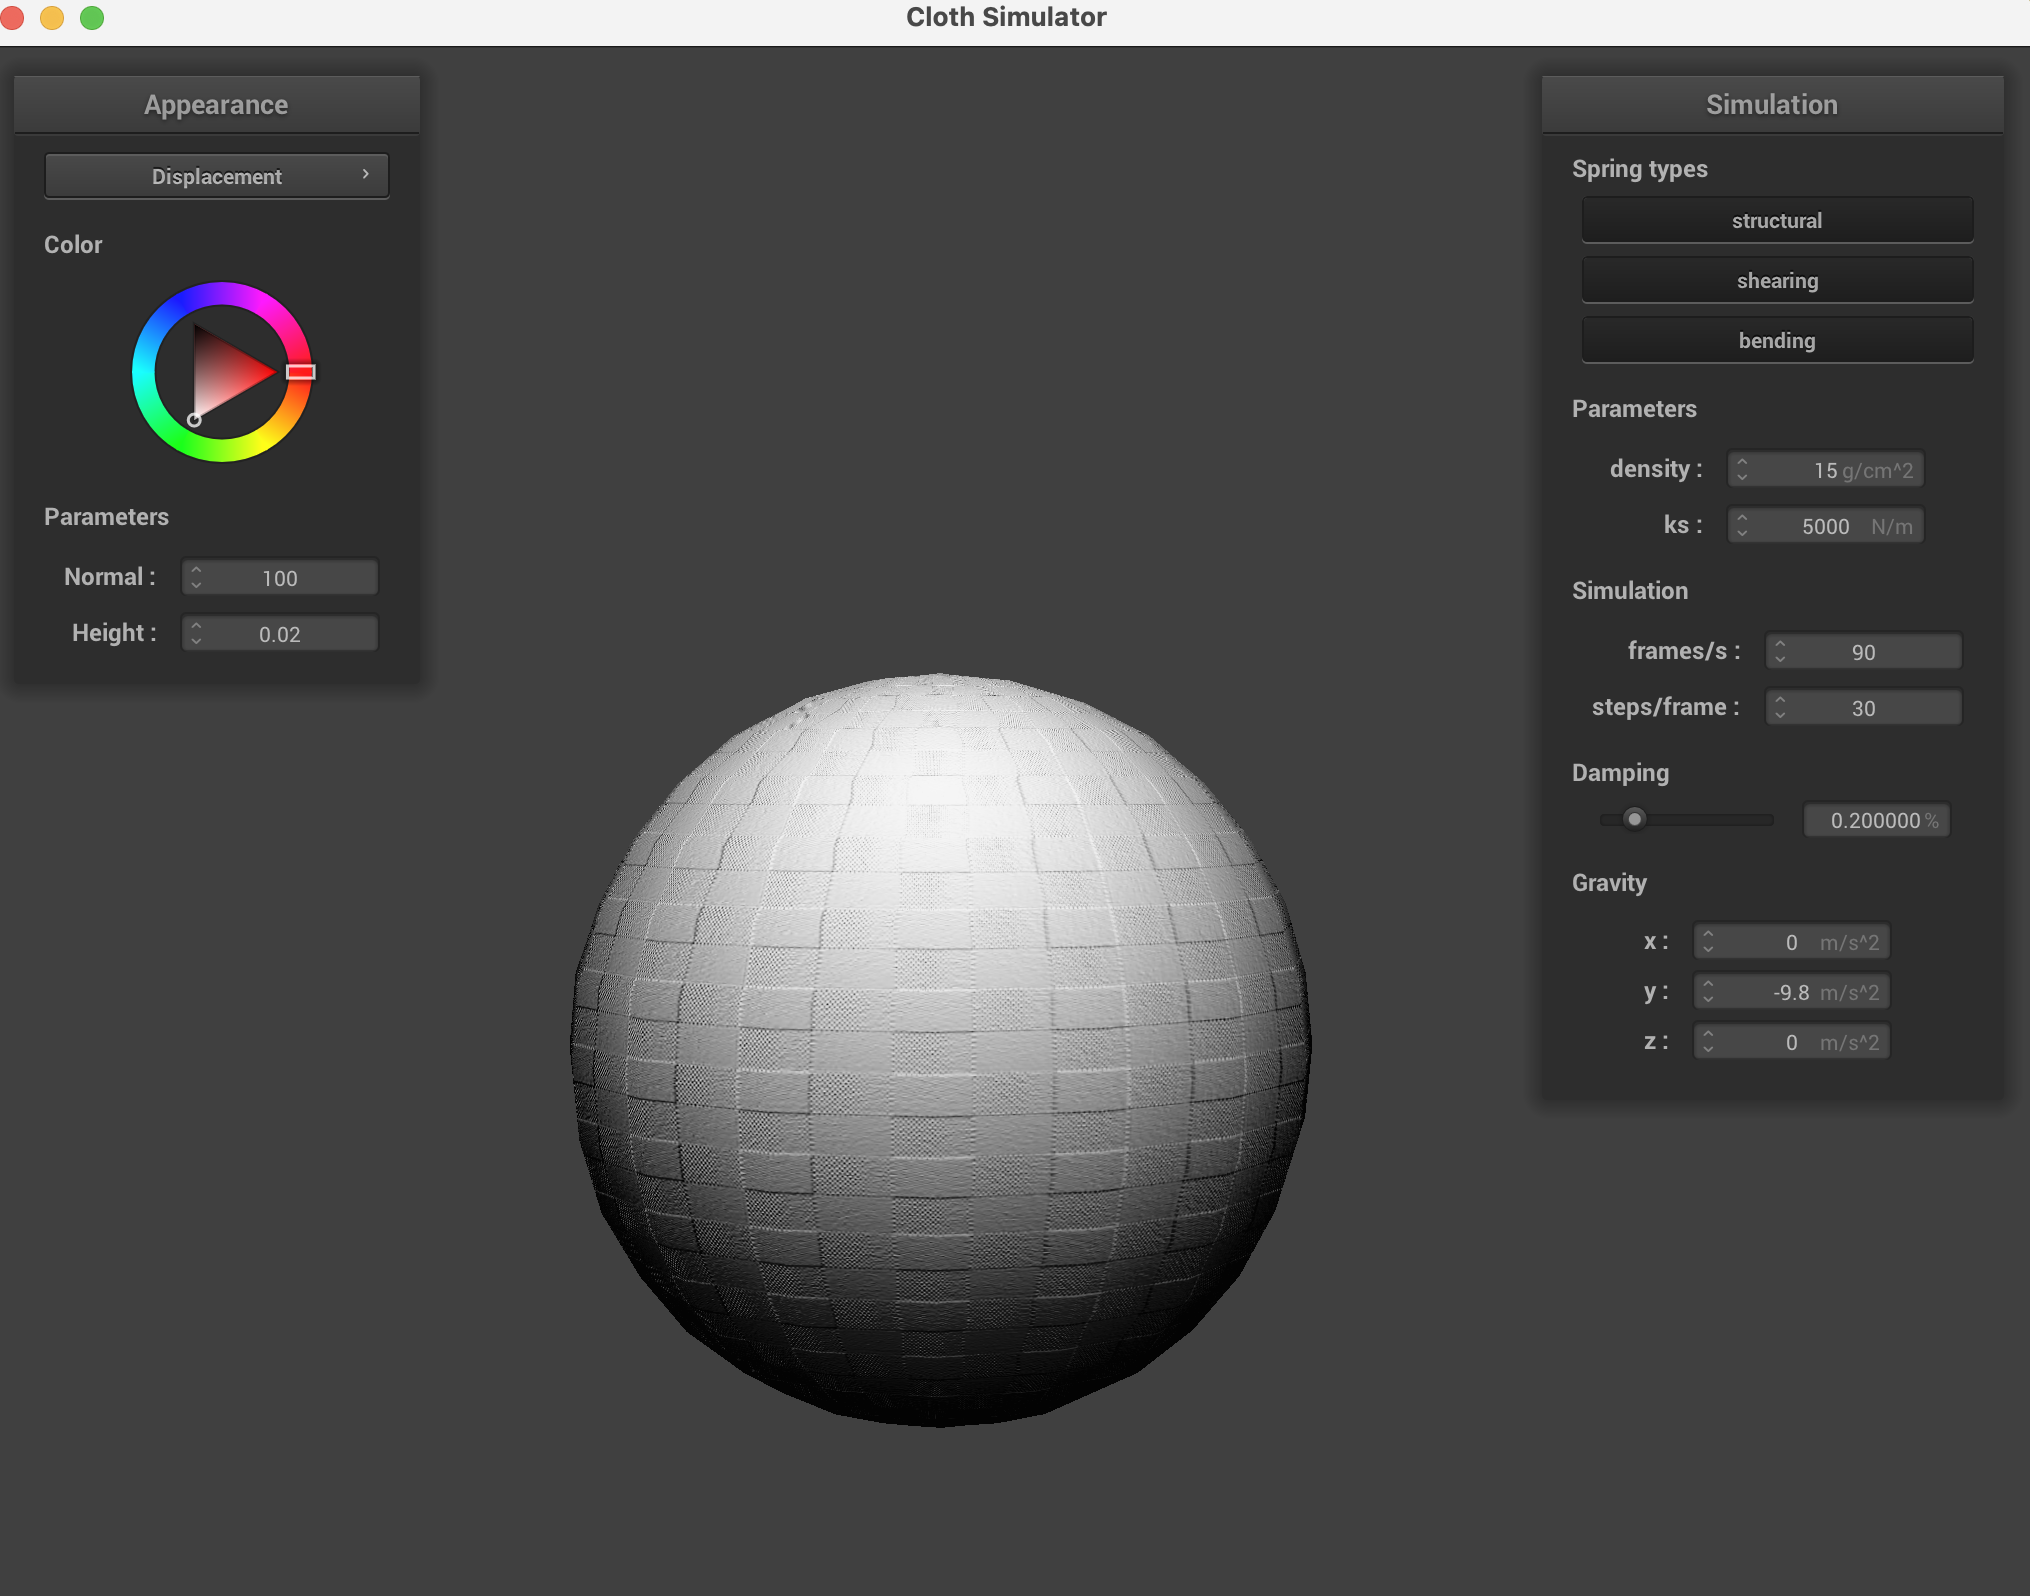 Cloth Simulator
Appearance
Displacement
Color
Parameters
Normal : 100
Height : 0.02
Simulation
Spring types
structural
shearing
bending
Parameters
density : 15 g/cm^2
ks : 5000 N/m
Simulation
frames/s : 90
steps/frame : 30
Damping
0.200000 %
Gravity
x : 0 m/s^2
y : -9.8 m/s^2
z : 0 m/s^2